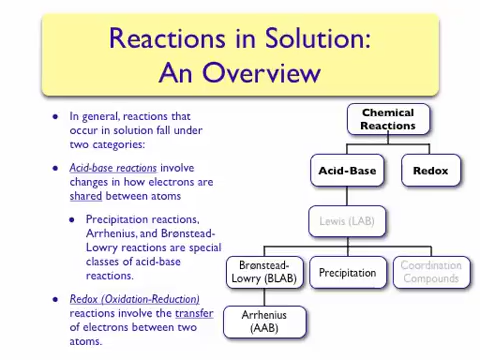 Reactions in Solution:
An Overview
● In general, reactions that
occur in solution fall under
two categories:
● Acid-base reactions involve
changes in how electrons are
shared between atoms
● Precipitation reactions,
Arrhenius, and Brønstead-
Lowry reactions are special
classes of acid-base
reactions.
● Redox (Oxidation-Reduction)
reactions involve the transfer
of electrons between two
atoms.
Chemical
Reactions
Acid-Base
Redox
Lewis (LAB)
Brønstead-
Lowry (BLAB)
Precipitation
Coordination
Compounds
Arrhenius
(AAB)